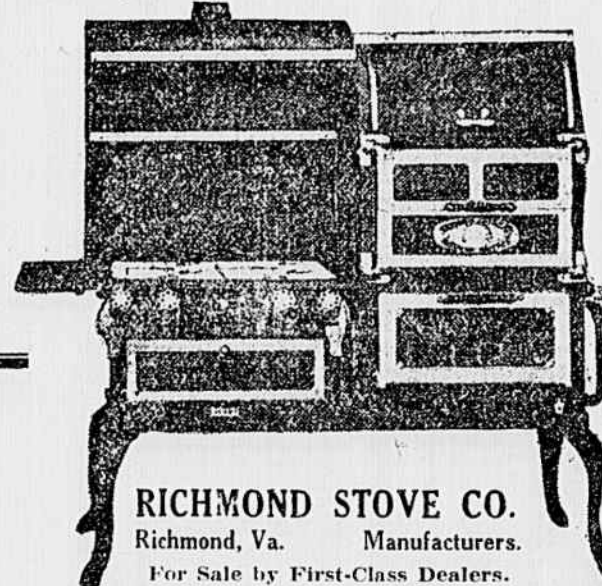 RICHMOND STOVE CO.
Richmond, Va. Manufacturers.
For Sale by First-Class Dealers.